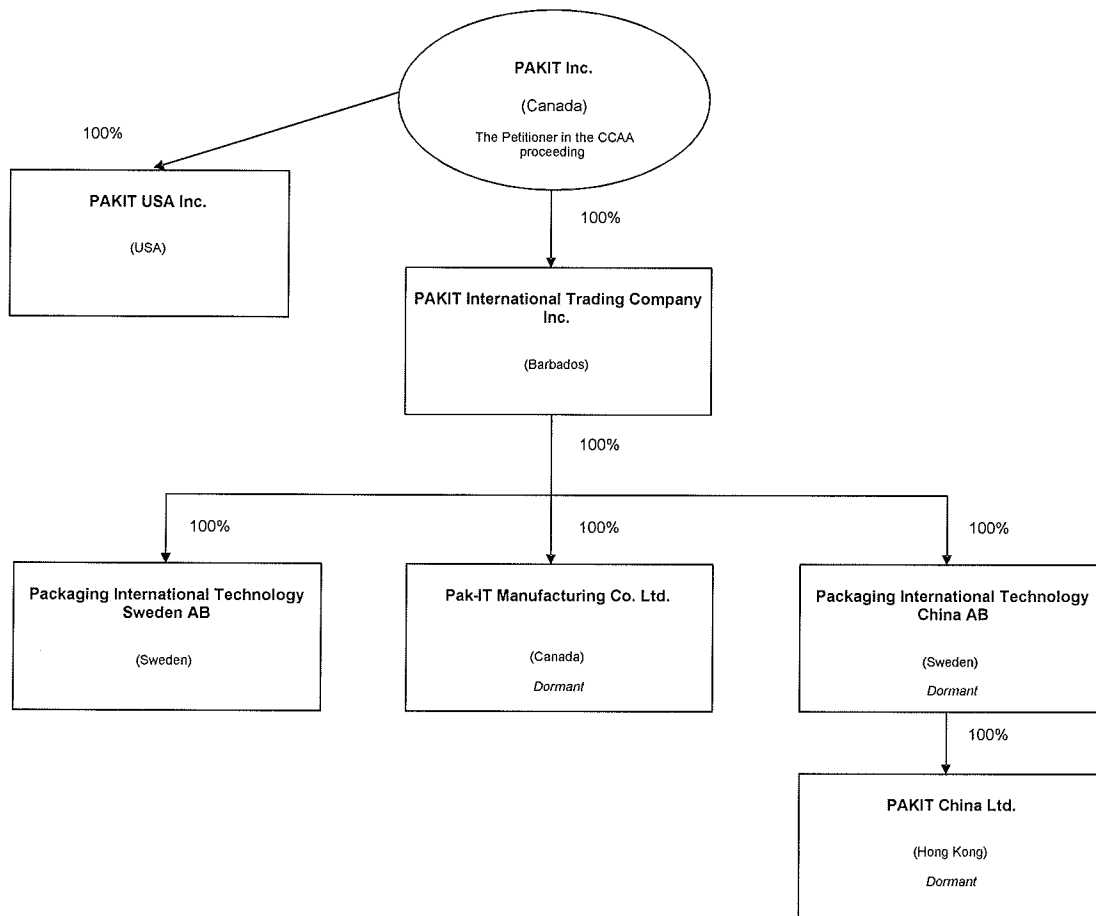 PAKIT Inc.
(Canada)
The Petitioner in the CCAA
proceeding
100%
PAKIT USA Inc.
(USA)
100%
PAKIT International Trading Company
Inc.
(Barbados)
100%
100%
100%
100%
Packaging International Technology
Sweden AB
(Sweden)
Pak-IT Manufacturing Co. Ltd.
(Canada)
Dormant
Packaging International Technology
China AB
(Sweden)
Dormant
100%
PAKIT China Ltd.
(Hong Kong)
Dormant